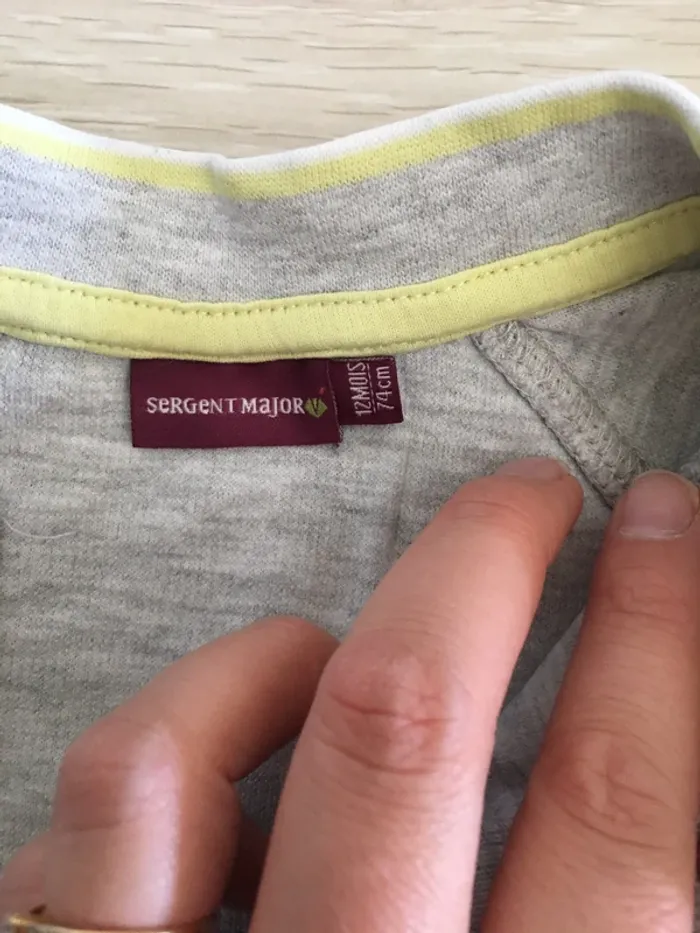 SeRGeNT MaJOR
12MOIS
74cm